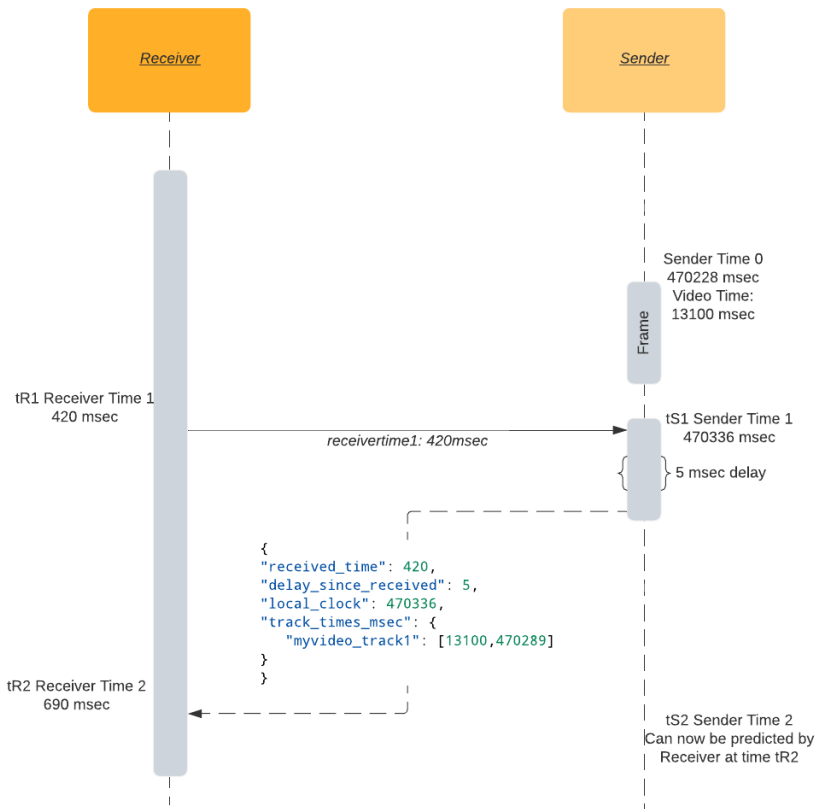 Receiver
Sender
Sender Time 0
470228 msec
Video Time:
13100 msec
Frame
tR1 Receiver Time 1
420 msec
receivertime1: 420msec
tS1 Sender Time 1
470336 msec
5 msec delay
{
"received_time": 420,
"delay_since_received": 5,
"local_clock": 470336,
"track_times_msec": {
"myvideo_track1": [13100,470289]
}
}
tR2 Receiver Time 2
690 msec
tS2 Sender Time 2
Can now be predicted by
Receiver at time tR2